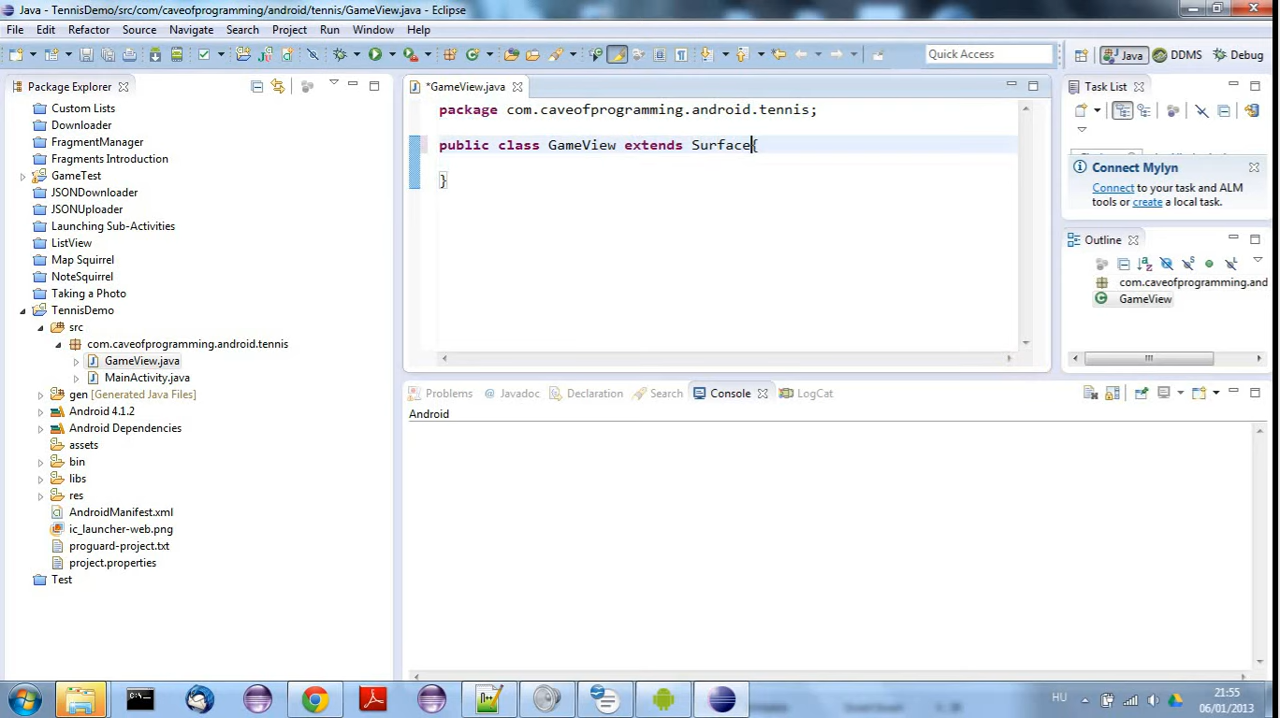 Java - TennisDemo/src/com/caveofprogramming/android/tennis/GameView.java - Eclipse
File Edit Refactor Source Navigate Search Project Run Window Help
Quick Access
Java
DDMS
Debug
Package Explorer
Custom Lists
Downloader
FragmentManager
Fragments Introduction
GameTest
JSONDownloader
JSONUploader
Launching Sub-Activities
ListView
Map Squirrel
NoteSquirrel
Taking a Photo
TennisDemo
src
com.caveofprogramming.android.tennis
GameView.java
MainActivity.java
gen [Generated Java Files]
Android 4.1.2
Android Dependencies
assets
bin
libs
res
AndroidManifest.xml
ic_launcher-web.png
proguard-project.txt
project.properties
Test
*GameView.java
package com.caveofprogramming.android.tennis;
public class GameView extends Surface{
}
Task List
Connect Mylyn
Connect to your task and ALM
tools or create a local task.
Outline
com.caveofprogramming.and
GameView
Problems @ Javadoc Declaration Search Console LogCat
Android
HU
21:55
06/01/2013